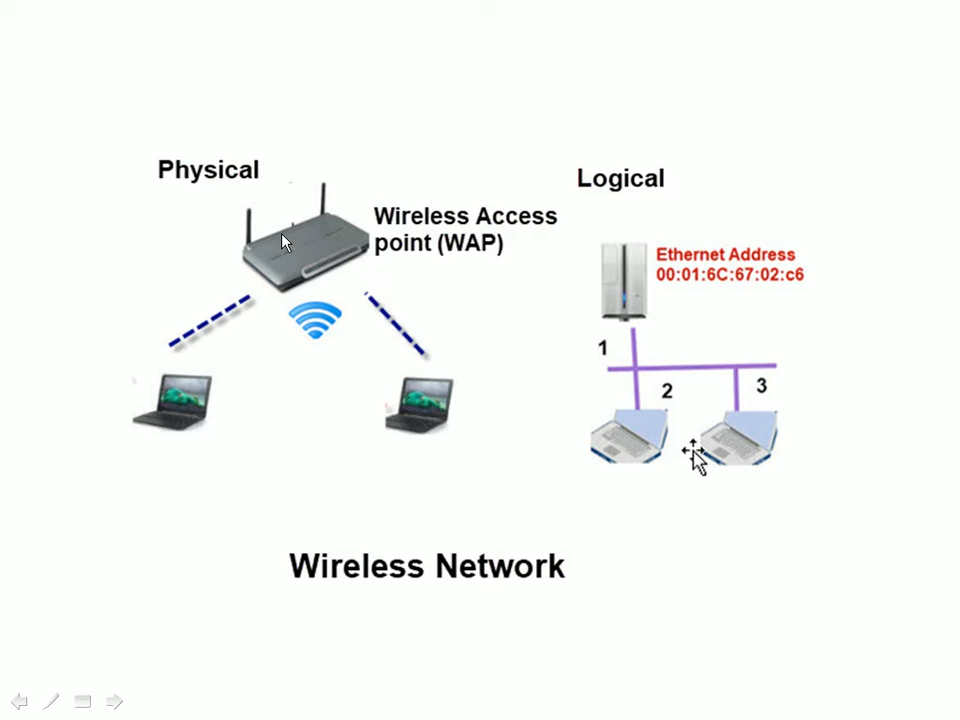 Physical
Logical
Wireless Access
point (WAP)
Ethernet Address
00:01:6C:67:02:c6
1
2
3
Wireless Network